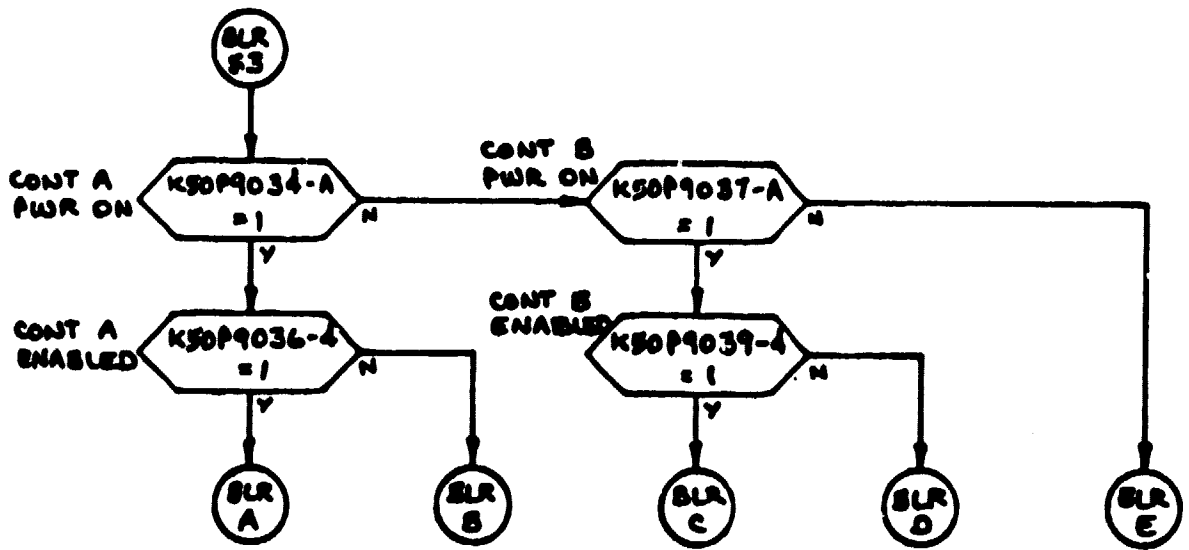 BLR
CONT A
PWR ON
K50P9034-A
= 1
N
Y
CONT B
PWR ON
K50P9037-A
= 1
N
Y
CONT A
ENABLED
K50P9036-4
= 1
N
Y
CONT B
ENABLED
K50P9039-4
= 1
N
Y
BLR
A
BLR
B
BLR
C
BLR
D
BLR
E